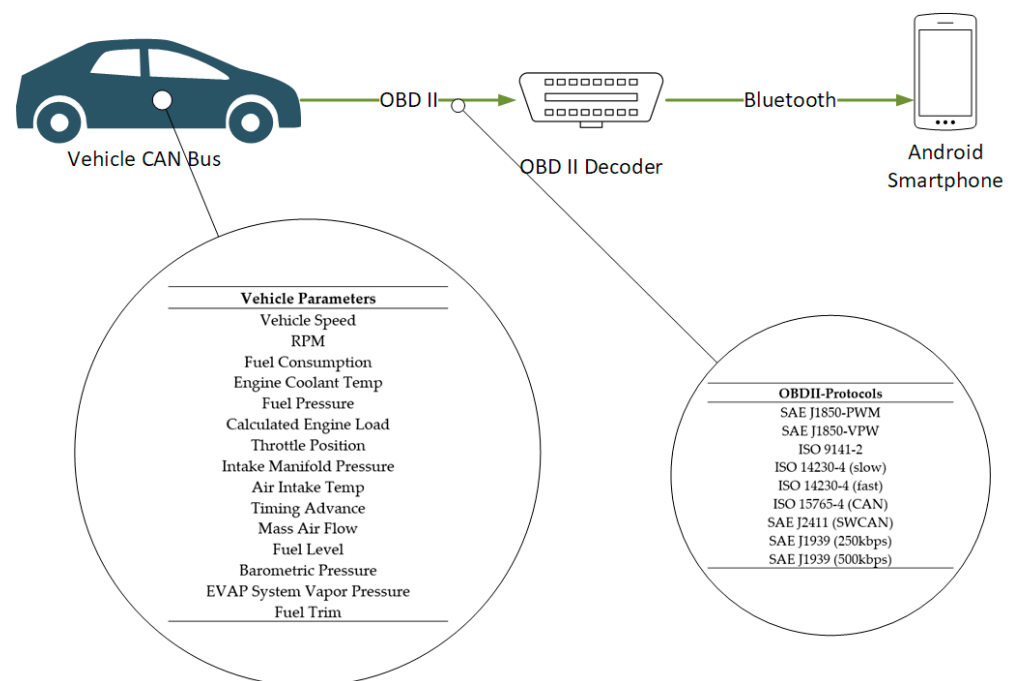 OBD II
Bluetooth
Vehicle CAN Bus
OBD II Decoder
Android
Smartphone
Vehicle Parameters
Vehicle Speed
RPM
Fuel Consumption
Engine Coolant Temp
Fuel Pressure
Calculated Engine Load
Throttle Position
Intake Manifold Pressure
Air Intake Temp
Timing Advance
Mass Air Flow
Fuel Level
Barometric Pressure
EVAP System Vapor Pressure
Fuel Trim
OBDII-Protocols
SAE J1850-PWM
SAE J1850-VPW
ISO 9141-2
ISO 14230-4 (slow)
ISO 14230-4 (fast)
ISO 15765-4 (CAN)
SAE J2411 (SWCAN)
SAE J1939 (250kbps)
SAE J1939 (500kbps)